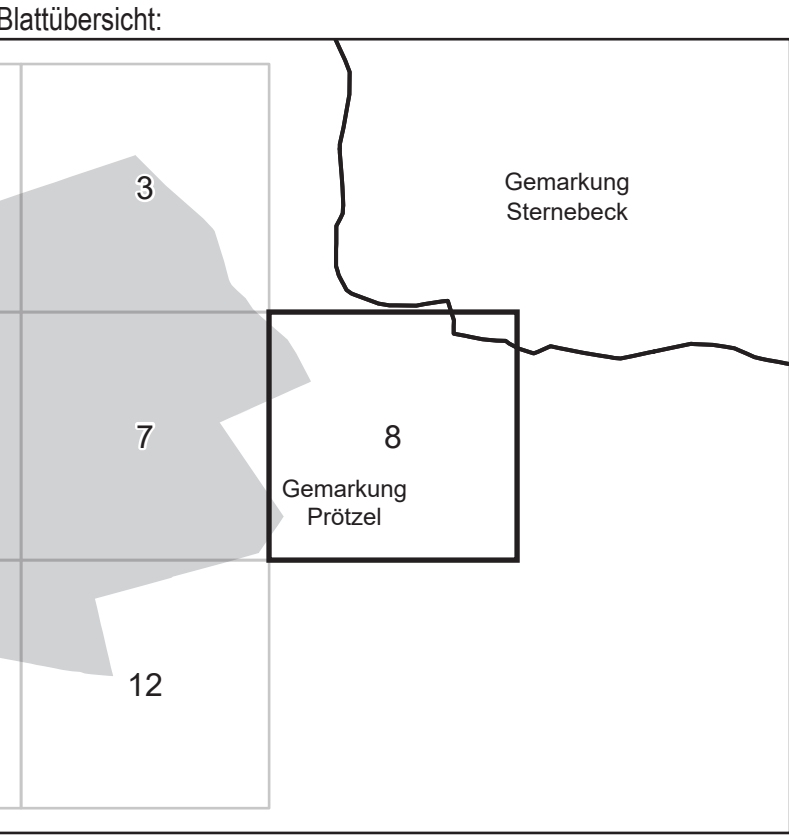 Blattübersicht:
3
Gemarkung
Sternebeck
7
8
Gemarkung
Prötzel
12